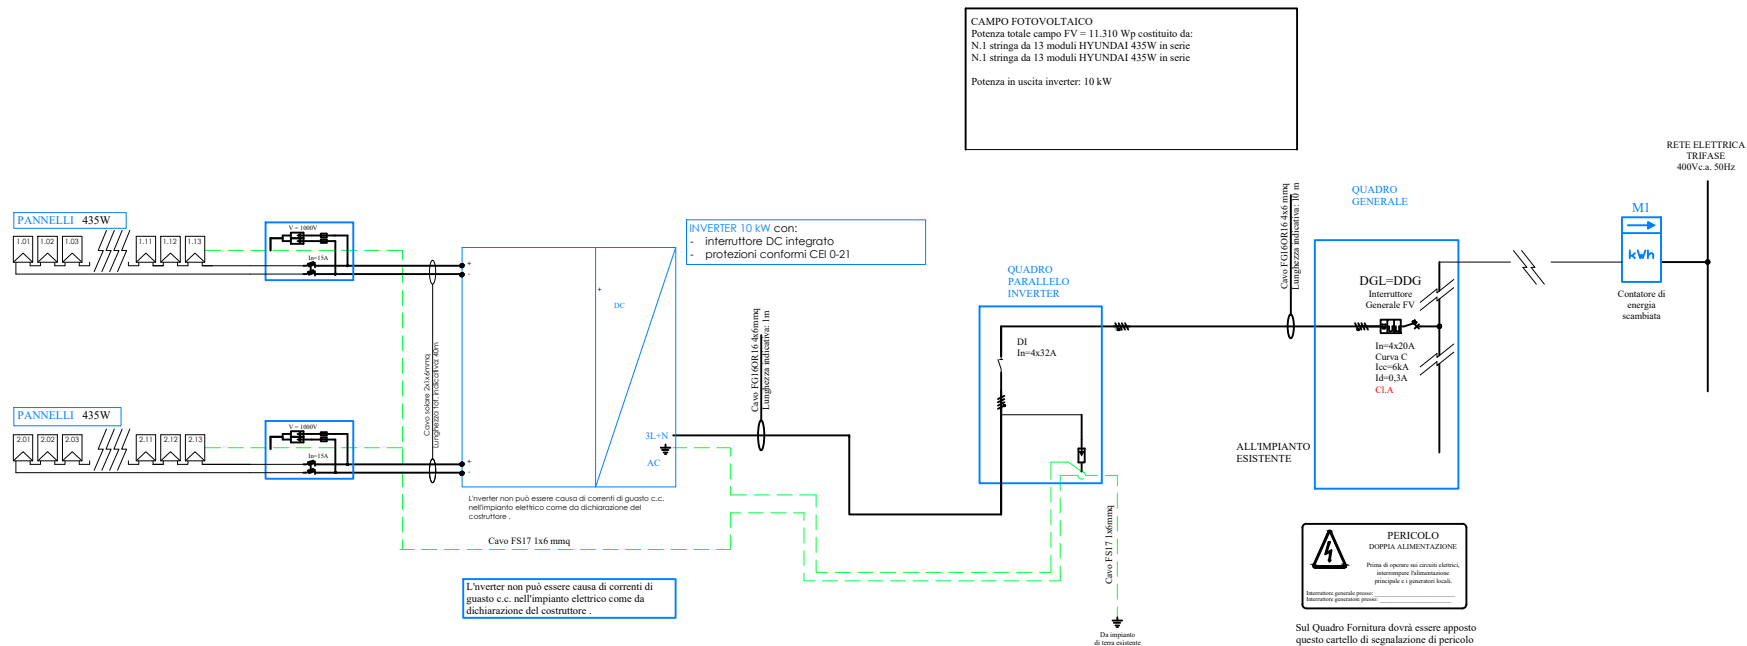 CAMPO FOTOVOLTAICO
Potenza totale campo FV = 11.310 Wp costituito da:
N.1 stringa da 13 moduli HYUNDAI 435W in serie
N.1 stringa da 13 moduli HYUNDAI 435W in serie
Potenza in uscita inverter: 10 kW
RETE ELETTRICA
TRIFASE
400Vc.a. 50Hz
PANNELLI 435W
1.01 1.02 1.03 1.11 1.12 1.13
V = 1000V
In=15A
+
-
Cavo solare 2x1x6mmq
Lunghezza tot. indicativa: 40m
PANNELLI 435W
2.01 2.02 2.03 2.11 2.12 2.13
V = 1000V
In=15A
+
-
+
DC
3L+N
AC
INVERTER 10 kW con:
- interruttore DC integrato
- protezioni conformi CEI 0-21
L'nverter non può essere causa di correnti di guasto c.c.
nell'impianto elettrico come da dichiarazione del
costruttore .
Cavo FS17 1x6 mmq
L'nverter non può essere causa di correnti di
guasto c.c. nell'impianto elettrico come da
dichiarazione del costruttore .
Cavo FG16OR16 4x6mmq
Lunghezza indicativa: 1m
QUADRO
PARALLELO
INVERTER
DI
In=4x32A
Cavo FS17 1x6mmq
Da impianto
di terra esistente
Cavo FG16OR16 4x6 mmq
Lunghezza indicativa: 10 m
QUADRO
GENERALE
DGL=DDG
Interruttore
Generale FV
In=4x20A
Curva C
Icc=6kA
Id=0,3A
Cl.A
ALL'IMPIANTO
ESISTENTE
M1
kWh
Contatore di
energia
scambiata
PERICOLO
DOPPIA ALIMENTAZIONE
Prima di operare sui circuiti elettrici,
interrompere l'alimentazione
principale e i generatori locali.
Interruttore generale presso: ____________________
Interruttore generatore presso: ____________________
Sul Quadro Fornitura dovrà essere apposto
questo cartello di segnalazione di pericolo